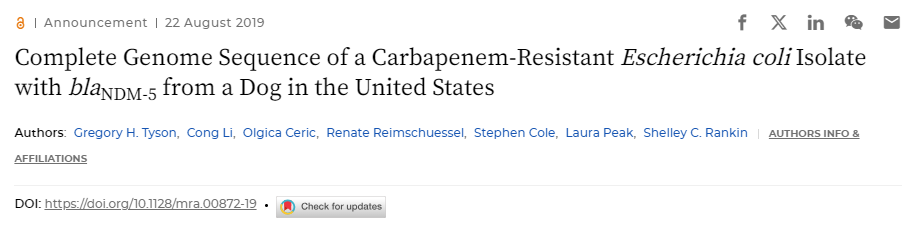 | Announcement | 22 August 2019
Complete Genome Sequence of a Carbapenem-Resistant Escherichia coli Isolate
with blaNDM-5 from a Dog in the United States
Authors: Gregory H. Tyson, Cong Li, Olgica Ceric, Renate Reimschuessel, Stephen Cole, Laura Peak, Shelley C. Rankin | AUTHORS INFO &
AFFILIATIONS
DOI: https://doi.org/10.1128/mra.00872-19 • Check for updates